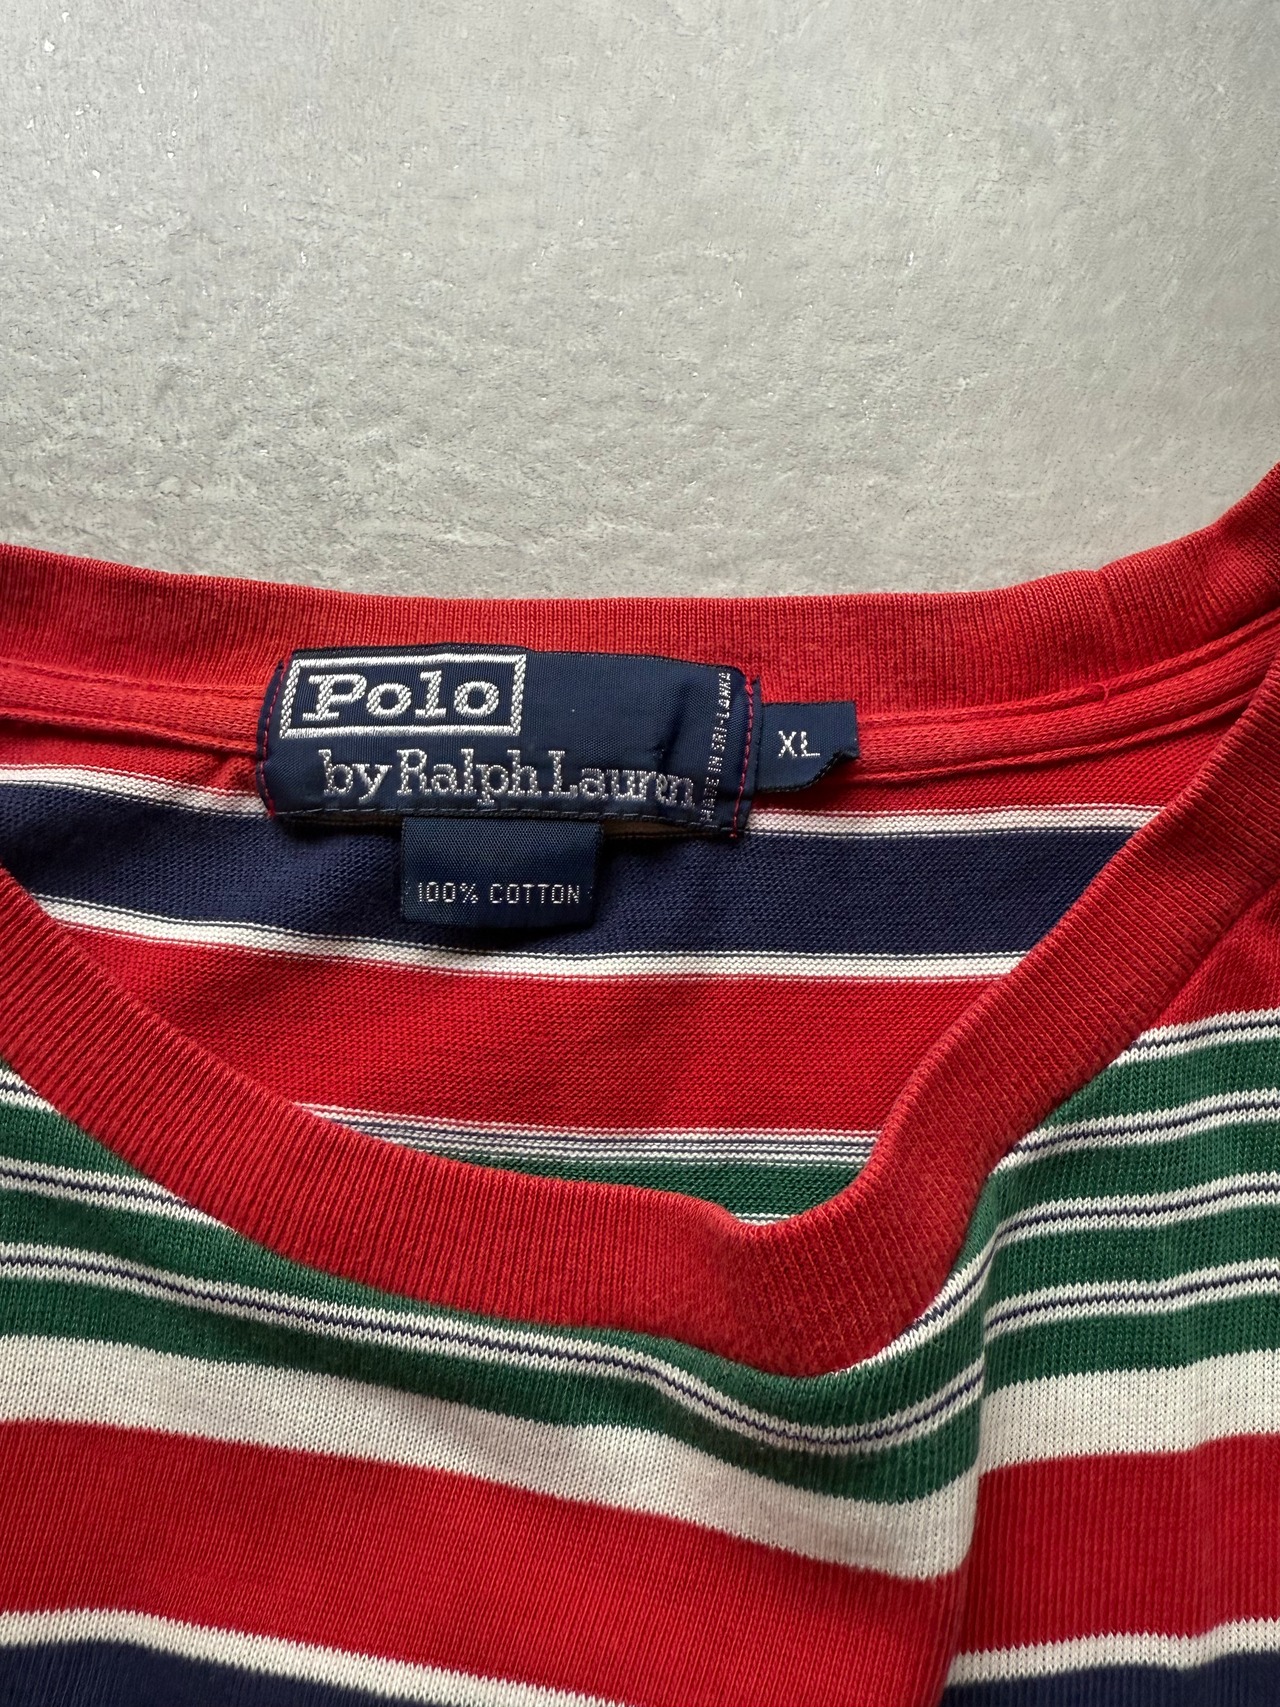 Polo
by Ralph Lauren
MADE IN SRI-LANKA
XL
100% COTTON